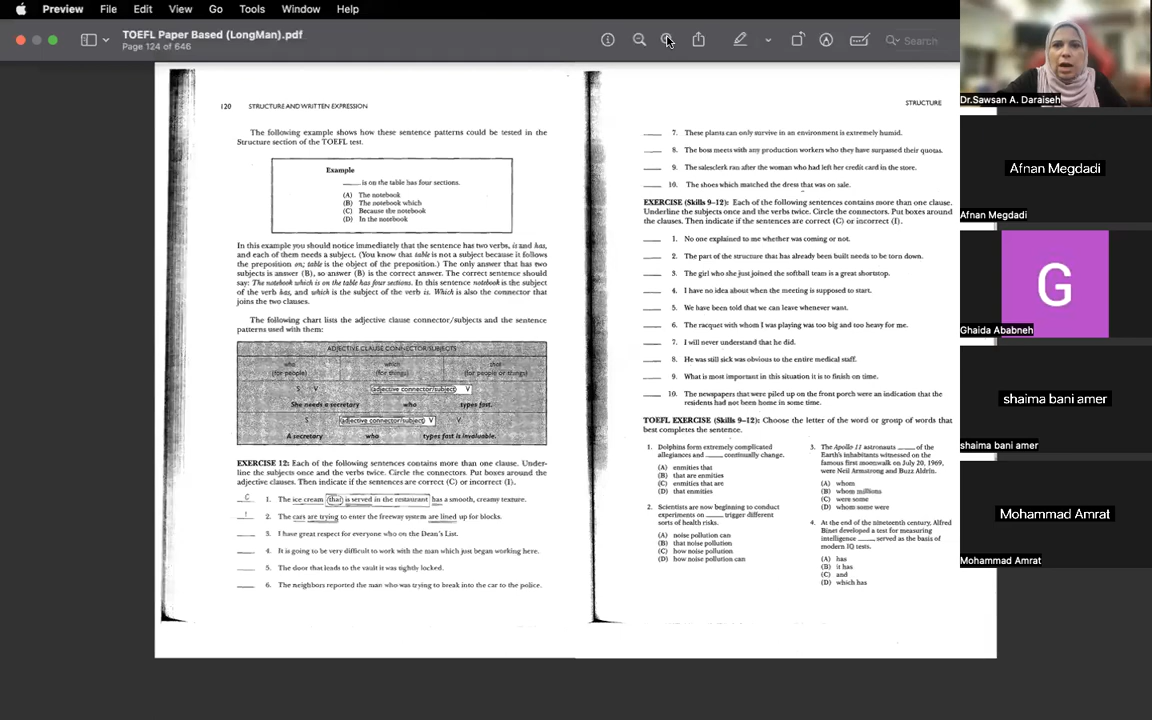 Preview File Edit View Go Tools Window Help
TOEFL Paper Based (LongMan).pdf
Page 124 of 646
Search
120 STRUCTURE AND WRITTEN EXPRESSION
The following example shows how these sentence patterns could be tested in the
Structure section of the TOEFL test.
Example
_____ is on the table has four sections.
(A) The notebook
(B) The notebook which
(C) Because the notebook
(D) In the notebook
In this example you should notice immediately that the sentence has two verbs, is and has,
and each of them needs a subject. (You know that table is not a subject because it follows
the preposition on; table is the object of the preposition.) The only answer that has two
subjects is answer (B), so answer (B) is the correct answer. The correct sentence should
say: The notebook which is on the table has four sections. In this sentence notebook is the subject
of the verb has, and which is the subject of the verb is. Which is also the connector that
joins the two clauses.
The following chart lists the adjective clause connector/subjects and the sentence
patterns used with them:
ADJECTIVE CLAUSE CONNECTOR/SUBJECTS
who which that
(for people) (for things) (for people or things)
S V (adjective connector/subject) V
She needs a secretary who types fast.
S (adjective connector/subject) V V
A secretary who types fast is invaluable.
EXERCISE 12: Each of the following sentences contains more than one clause. Under-
line the subjects once and the verbs twice. Circle the connectors. Put boxes around the
adjective clauses. Then indicate if the sentences are correct (C) or incorrect (I).
C 1. The ice cream that is served in the restaurant has a smooth, creamy texture.
I 2. The cars are trying to enter the freeway system are lined up for blocks.
____ 3. I have great respect for everyone who on the Dean's List.
____ 4. It is going to be very difficult to work with the man which just began working here.
____ 5. The door that leads to the vault it was tightly locked.
____ 6. The neighbors reported the man who was trying to break into the car to the police.
STRUCTURE
____ 7. These plants can only survive in an environment is extremely humid.
____ 8. The boss meets with any production workers who they have surpassed their quotas.
____ 9. The salesclerk ran after the woman who had left her credit card in the store.
____ 10. The shoes which matched the dress that was on sale.
EXERCISE (Skills 9–12): Each of the following sentences contains more than one clause.
Underline the subjects once and the verbs twice. Circle the connectors. Put boxes around
the clauses. Then indicate if the sentences are correct (C) or incorrect (I).
____ 1. No one explained to me whether was coming or not.
____ 2. The part of the structure that has already been built needs to be torn down.
____ 3. The girl who she just joined the softball team is a great shortstop.
____ 4. I have no idea about when the meeting is supposed to start.
____ 5. We have been told that we can leave whenever want.
____ 6. The racquet with whom I was playing was too big and too heavy for me.
____ 7. I will never understand that he did.
____ 8. He was still sick was obvious to the entire medical staff.
____ 9. What is most important in this situation it is to finish on time.
____ 10. The newspapers that were piled up on the front porch were an indication that the
residents had not been home in some time.
TOEFL EXERCISE (Skills 9–12): Choose the letter of the word or group of words that
best completes the sentence.
1. Dolphins form extremely complicated
allegiances and _____ continually change.
(A) enmities that
(B) that are enmities
(C) enmities that are
(D) that enmities
2. Scientists are now beginning to conduct
experiments on _____ trigger different
sorts of health risks.
(A) noise pollution can
(B) that noise pollution
(C) how noise pollution
(D) how noise pollution can
3. The Apollo 11 astronauts _____ of the
Earth's inhabitants witnessed on the
famous first moonwalk on July 20, 1969,
were Neil Armstrong and Buzz Aldrin.
(A) whom
(B) whom millions
(C) were some
(D) whom some were
4. At the end of the nineteenth century, Alfred
Binet developed a test for measuring
intelligence _____ served as the basis of
modern IQ tests.
(A) has
(B) it has
(C) and
(D) which has
Dr.Sawsan A. Daraiseh
Afnan Megdadi
Afnan Megdadi
G
Ghaida Ababneh
shaima bani amer
shaima bani amer
Mohammad Amrat
Mohammad Amrat